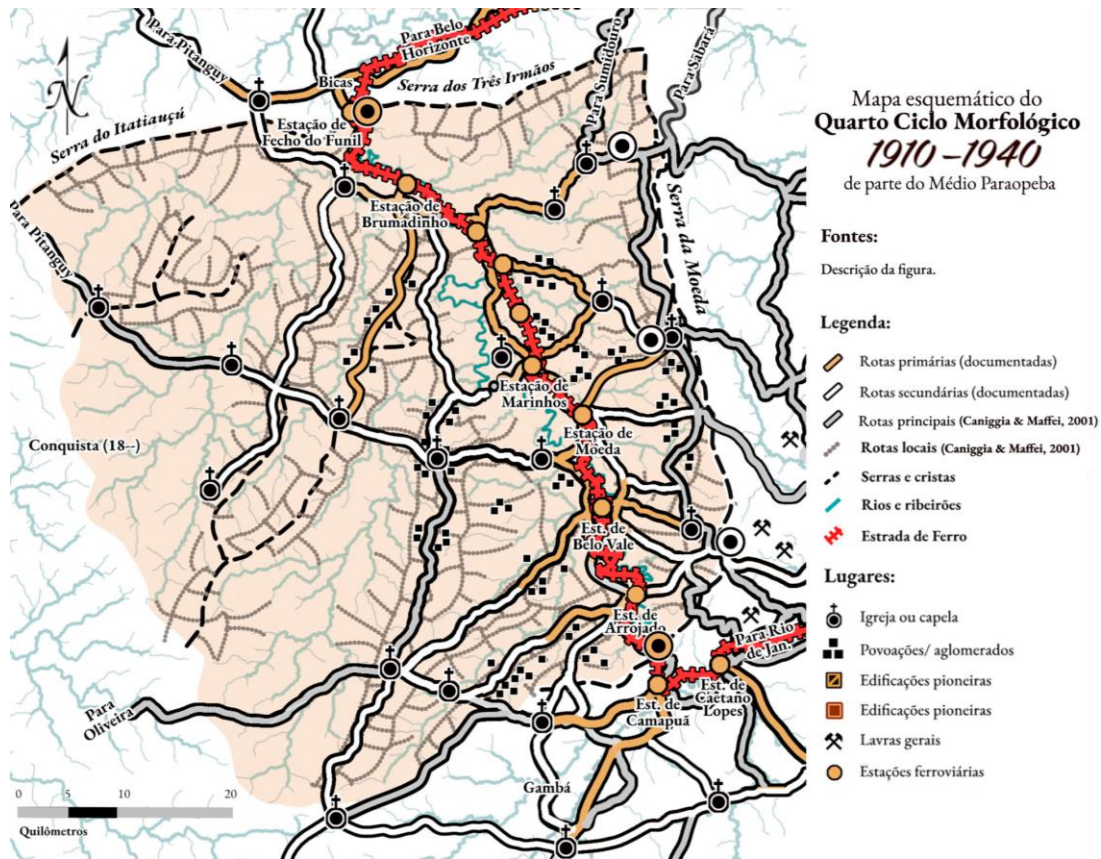 Mapa esquemático do
Quarto Ciclo Morfológico
1910 – 1940
de parte do Médio Paraopeba
Fontes:
Descrição da figura.
Legenda:
Rotas primárias (documentadas)
Rotas secundárias (documentadas)
Rotas principais (Caniggia & Maffei, 2001)
Rotas locais (Caniggia & Maffei, 2001)
Serras e cristas
Rios e ribeirões
Estrada de Ferro
Lugares:
Igreja ou capela
Povoações/ aglomerados
Edificações pioneiras
Edificações pioneiras
Lavras gerais
Estações ferroviárias
N
Para Pitanguy
Para Belo
Horizonte
Bicas
Serra dos Três Irmãos
Para Sumidouro
Para Sabará
Serra do Itatiauçú
Estação de
Fecho do Funil
Para Pitanguy
Estação de
Brumadinho
Serra da Moeda
Estação de
Marinhos
Estação de
Moeda
Conquista (18--)
Est. de
Belo Vale
Est. de
Arrojado
Para Rio
de Jan.
Est. de
Caetano
Lopes
Est. de
Camapuã
Para
Oliveira
Gambá
0 5 10 20
Quilômetros